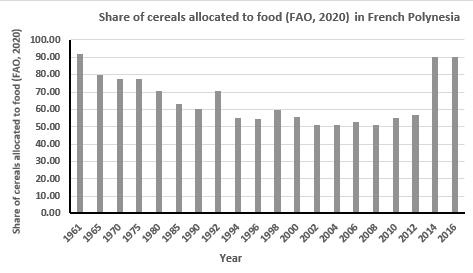 Share of cereals allocated to food (FAO, 2020) in French Polynesia
Share of cereals allocated to food (FAO, 2020)
100.00
90.00
80.00
70.00
60.00
50.00
40.00
30.00
20.00
10.00
0.00
1961 1965 1970 1975 1980 1985 1990 1992 1994 1996 1998 2000 2002 2004 2006 2008 2010 2012 2014 2016
Year